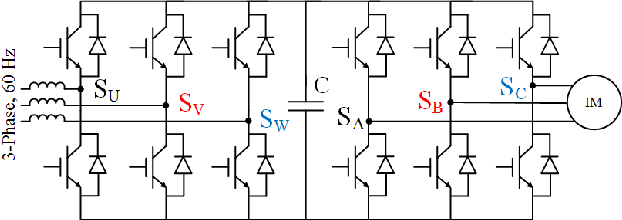 3-Phase, 60 Hz
S_U
S_V
S_W
C
S_A
S_B
S_C
IM